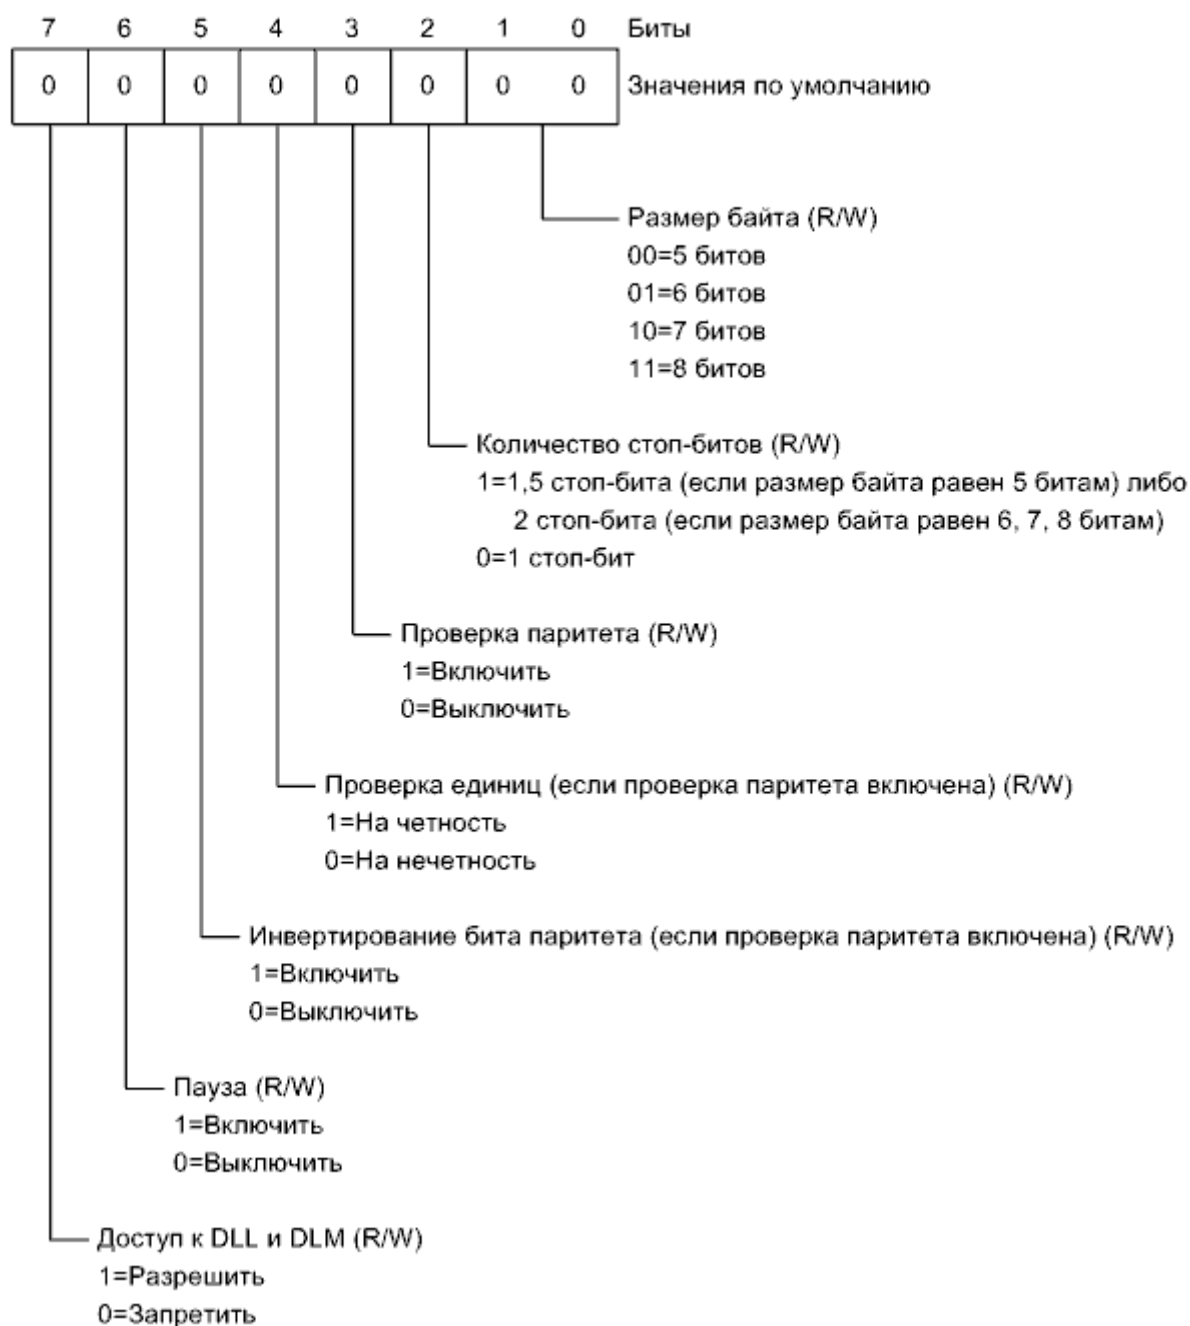 7 6 5 4 3 2 1 0 Биты
0 0 0 0 0 0 0 0 Значения по умолчанию
Размер байта (R/W)
00=5 битов
01=6 битов
10=7 битов
11=8 битов
Количество стоп-битов (R/W)
1=1,5 стоп-бита (если размер байта равен 5 битам) либо
2 стоп-бита (если размер байта равен 6, 7, 8 битам)
0=1 стоп-бит
Проверка паритета (R/W)
1=Включить
0=Выключить
Проверка единиц (если проверка паритета включена) (R/W)
1=На четность
0=На нечетность
Инвертирование бита паритета (если проверка паритета включена) (R/W)
1=Включить
0=Выключить
Пауза (R/W)
1=Включить
0=Выключить
Доступ к DLL и DLM (R/W)
1=Разрешить
0=Запретить